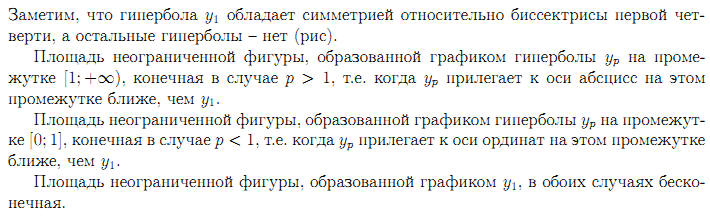 Заметим, что гипербола y₁ обладает симметрией относительно биссектрисы первой чет-
верти, а остальные гиперболы – нет (рис).
Площадь неограниченной фигуры, образованной графиком гиперболы yₚ на проме-
жутке [1; +∞), конечная в случае p > 1, т.е. когда yₚ прилегает к оси абсцисс на этом
промежутке ближе, чем y₁.
Площадь неограниченной фигуры, образованной графиком гиперболы yₚ на промежут-
ке [0; 1], конечная в случае p < 1, т.е. когда yₚ прилегает к оси ординат на этом промежутке
ближе, чем y₁.
Площадь неограниченной фигуры, образованной графиком y₁, в обоих случаях беско-
нечная.